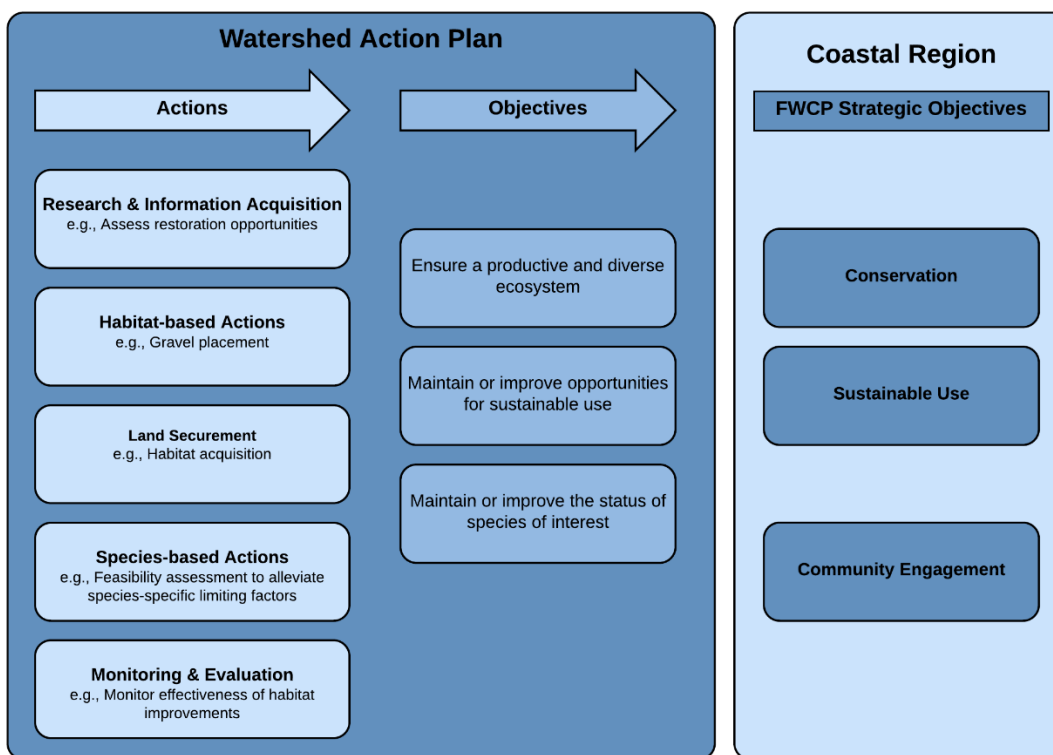 Watershed Action Plan
Actions
Research & Information Acquisition
e.g., Assess restoration opportunities
Habitat-based Actions
e.g., Gravel placement
Land Securement
e.g., Habitat acquisition
Species-based Actions
e.g., Feasibility assessment to alleviate
species-specific limiting factors
Monitoring & Evaluation
e.g., Monitor effectiveness of habitat
improvements
Objectives
Ensure a productive and diverse
ecosystem
Maintain or improve opportunities
for sustainable use
Maintain or improve the status of
species of interest
Coastal Region
FWCP Strategic Objectives
Conservation
Sustainable Use
Community Engagement